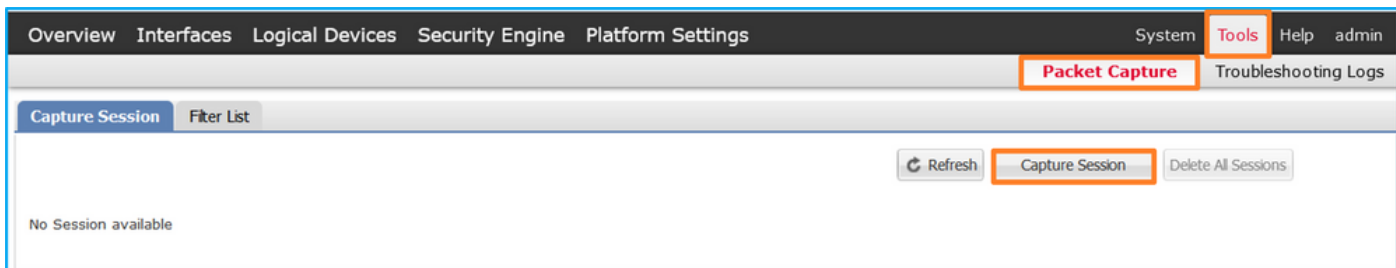 Overview Interfaces Logical Devices Security Engine Platform Settings System Tools Help admin
Packet Capture Troubleshooting Logs
Capture Session Filter List
Refresh Capture Session Delete All Sessions
No Session available